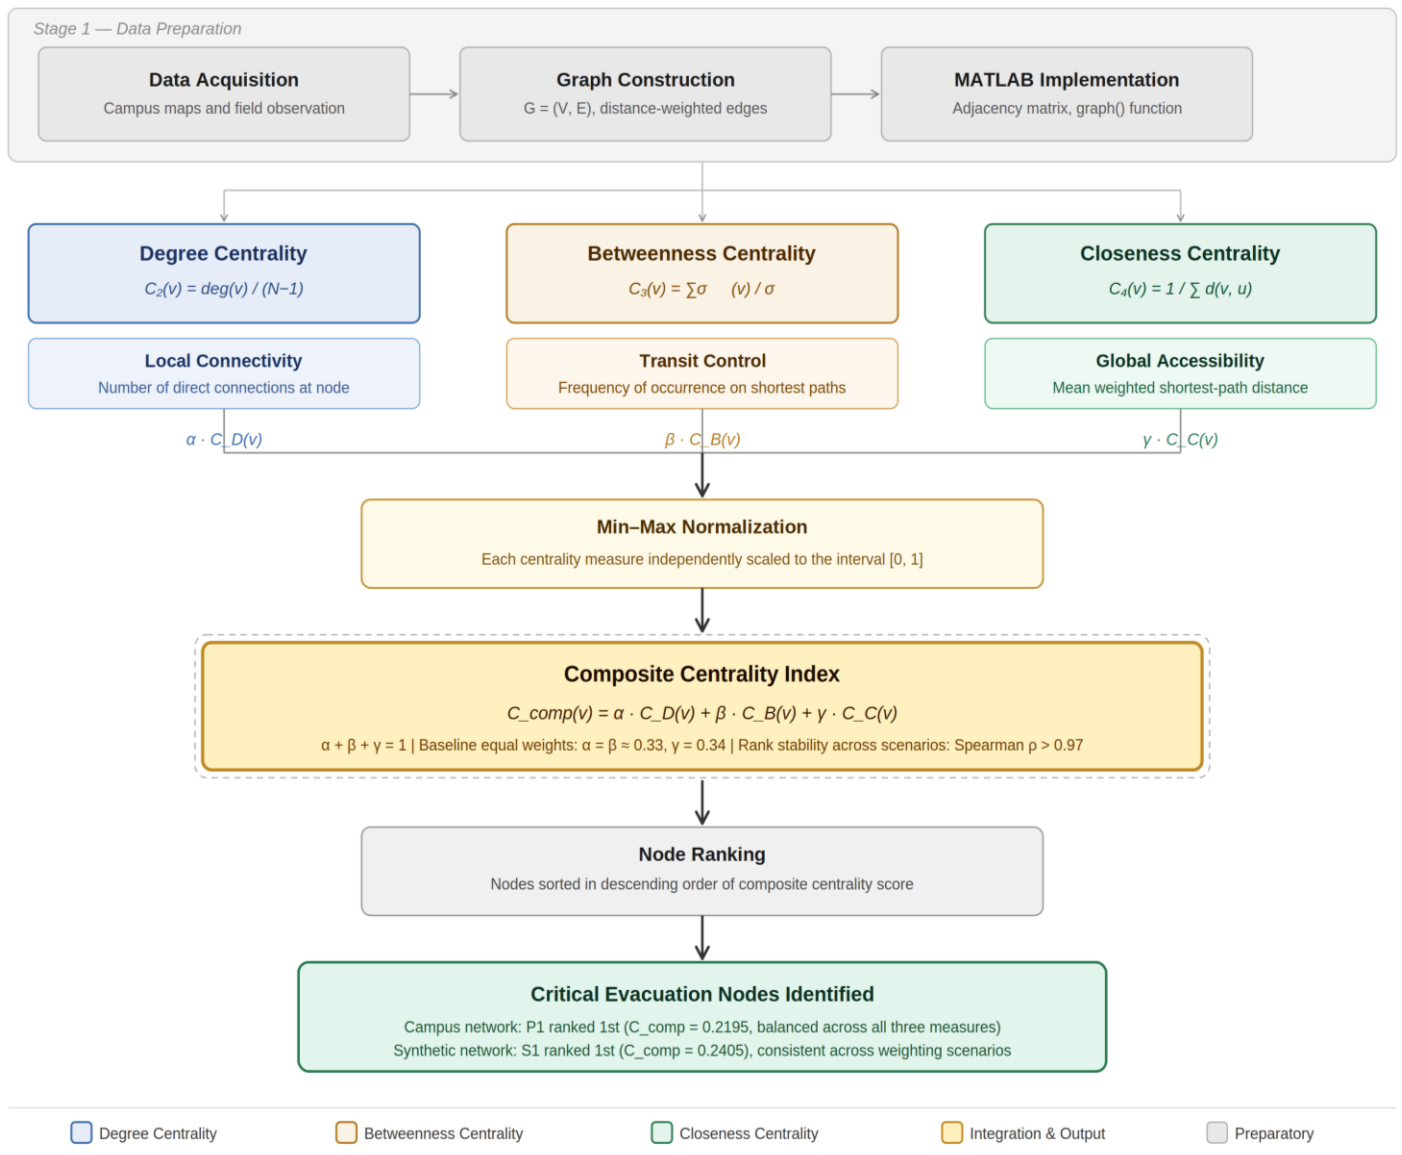 Stage 1 — Data Preparation
Data Acquisition
Campus maps and field observation
Graph Construction
G = (V, E), distance-weighted edges
MATLAB Implementation
Adjacency matrix, graph() function
Degree Centrality
C₂(v) = deg(v) / (N−1)
Betweenness Centrality
C₃(v) = ∑σ (v) / σ
Closeness Centrality
C₄(v) = 1 / ∑ d(v, u)
Local Connectivity
Number of direct connections at node
Transit Control
Frequency of occurrence on shortest paths
Global Accessibility
Mean weighted shortest-path distance
α · C_D(v)
β · C_B(v)
γ · C_C(v)
Min–Max Normalization
Each centrality measure independently scaled to the interval [0, 1]
Composite Centrality Index
C_comp(v) = α · C_D(v) + β · C_B(v) + γ · C_C(v)
α + β + γ = 1 | Baseline equal weights: α = β ≈ 0.33, γ = 0.34 | Rank stability across scenarios: Spearman ρ > 0.97
Node Ranking
Nodes sorted in descending order of composite centrality score
Critical Evacuation Nodes Identified
Campus network: P1 ranked 1st (C_comp = 0.2195, balanced across all three measures)
Synthetic network: S1 ranked 1st (C_comp = 0.2405), consistent across weighting scenarios
Degree Centrality
Betweenness Centrality
Closeness Centrality
Integration & Output
Preparatory